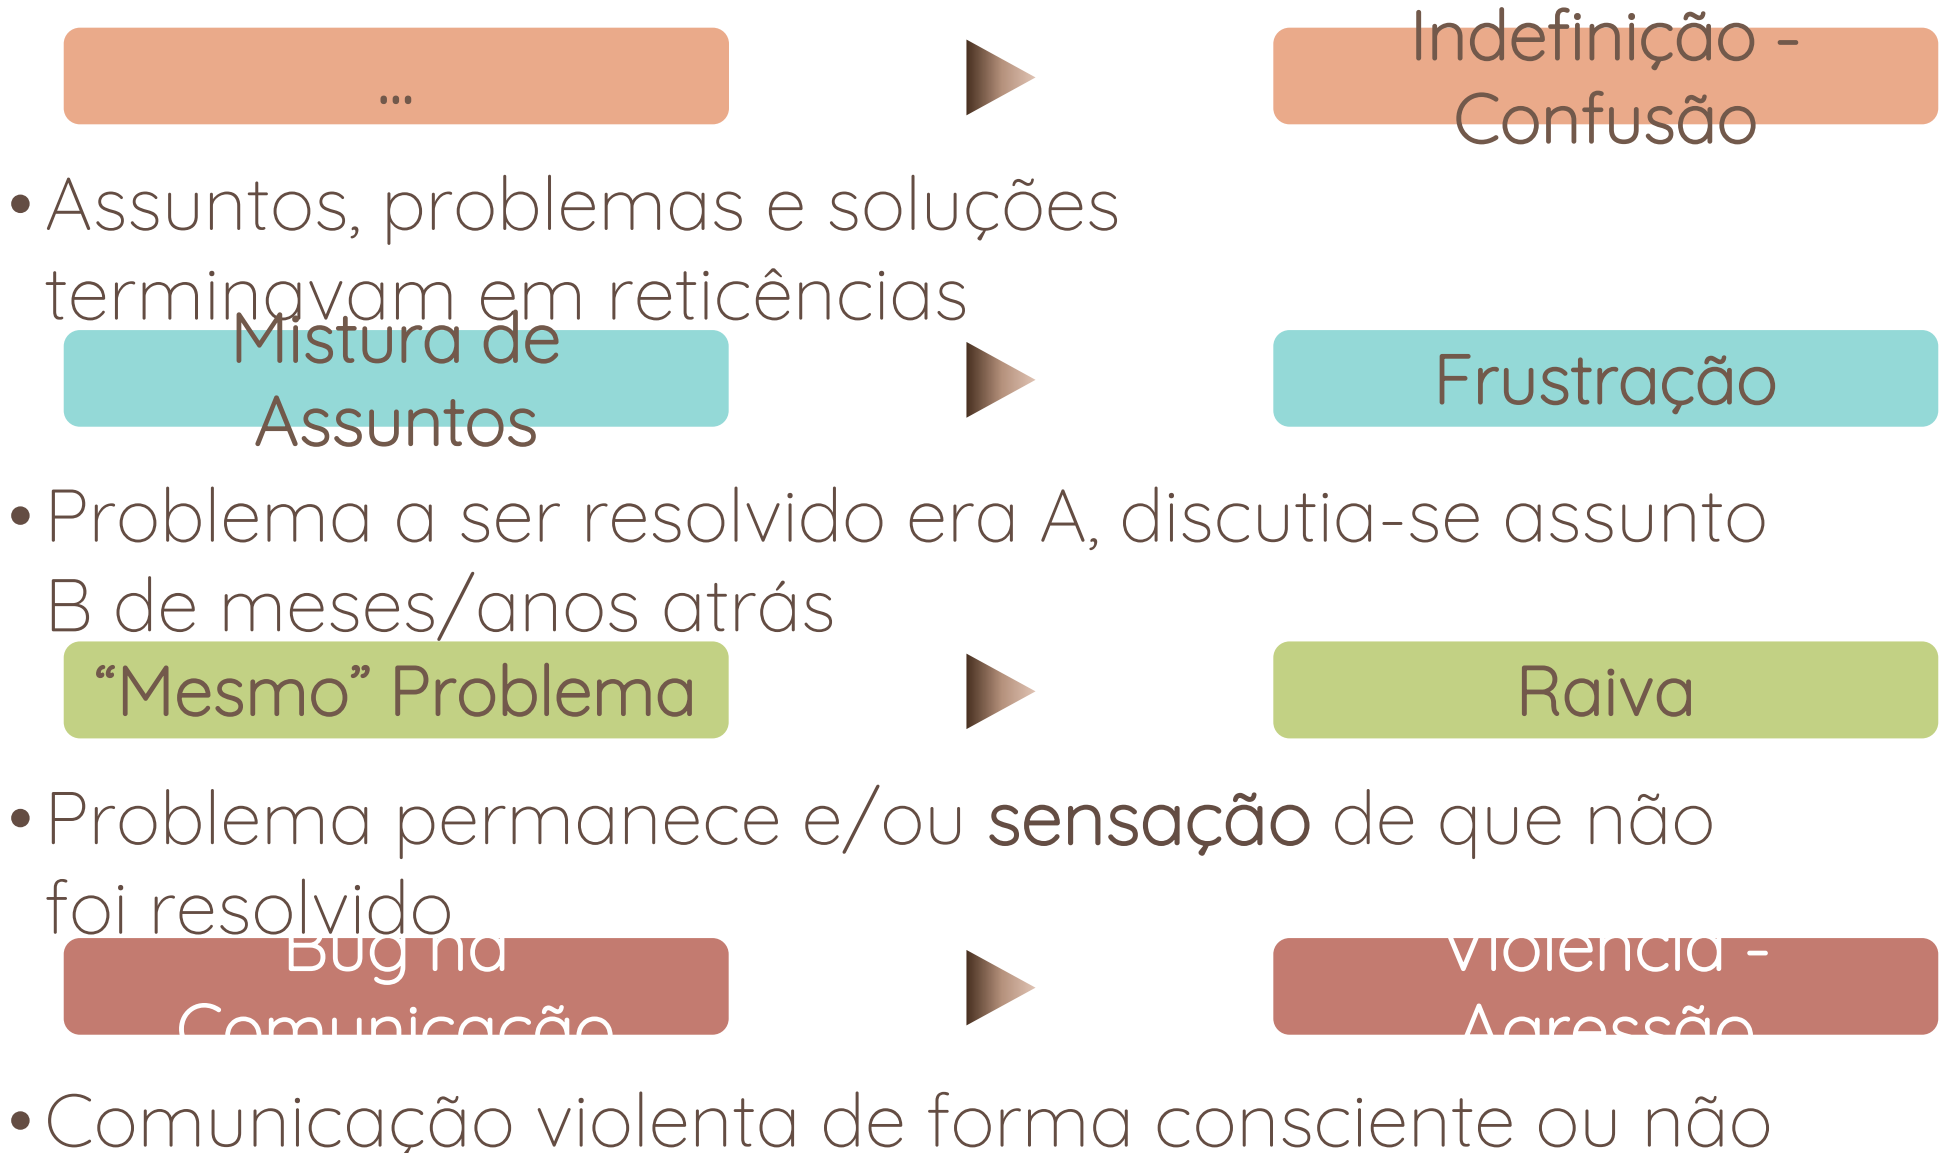 ...
Indefinição -
Confusão
• Assuntos, problemas e soluções
terminavam em reticências
Mistura de
Assuntos
Frustração
• Problema a ser resolvido era A, discutia-se assunto
B de meses/anos atrás
“Mesmo” Problema
Raiva
• Problema permanece e/ou sensação de que não
foi resolvido
Bug na
Comunicação
Violência -
Agressão
• Comunicação violenta de forma consciente ou não